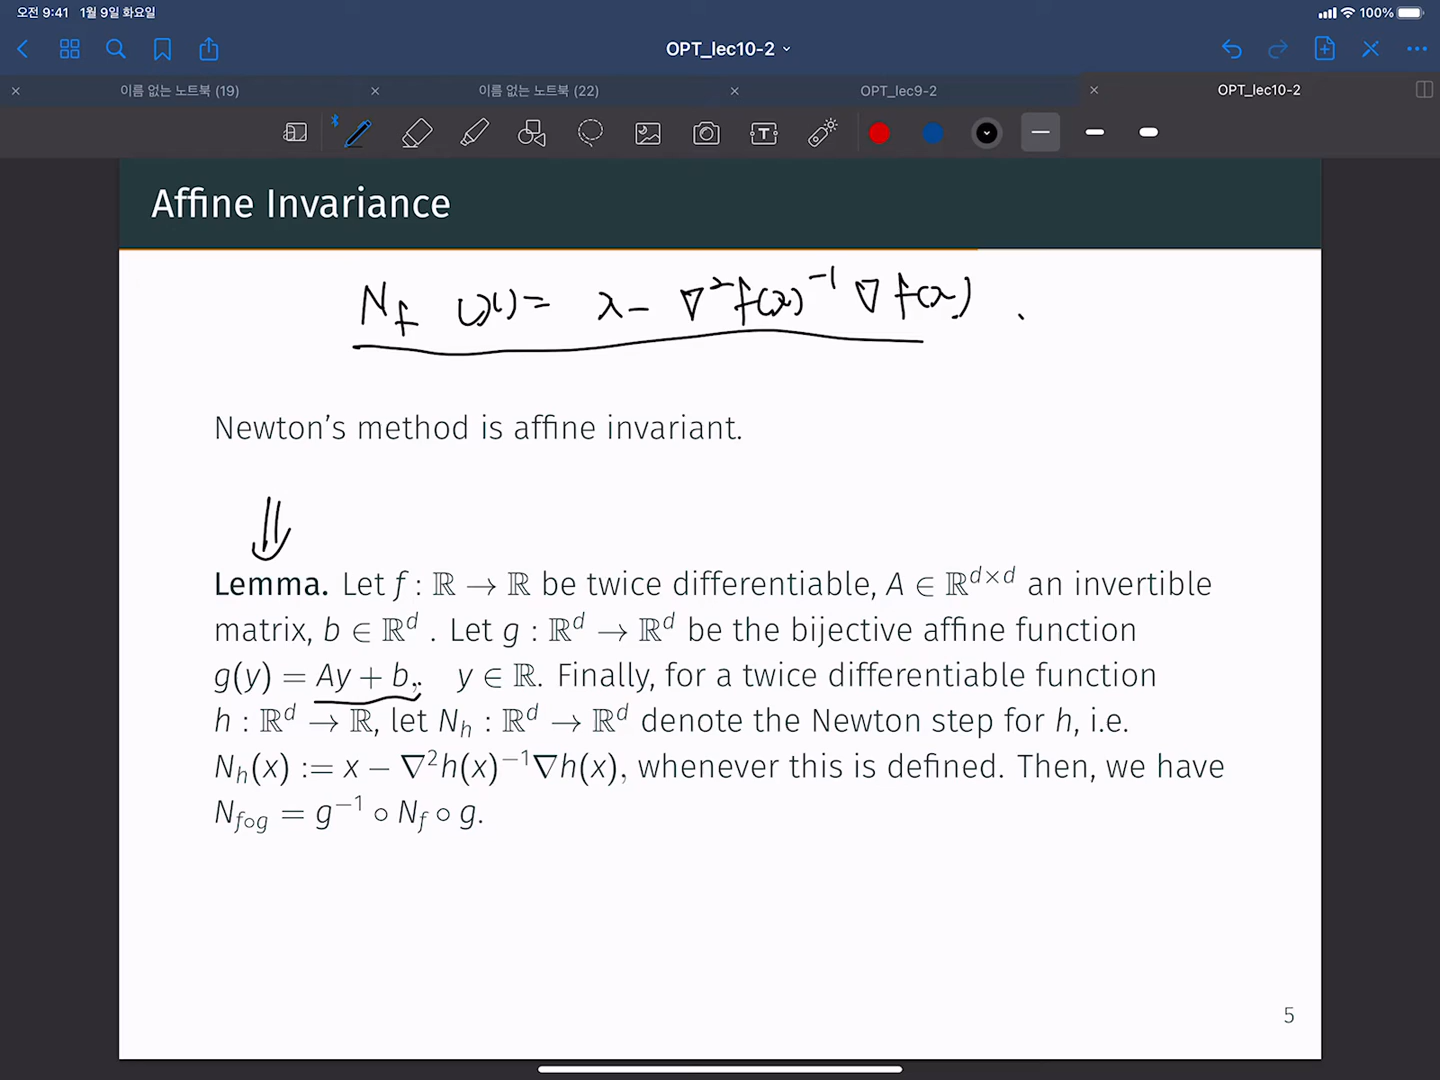 오전 9:41 1월 9일 화요일 100%
OPT_lec10-2
이름 없는 노트북 (19) 이름 없는 노트북 (22) OPT_lec9-2 OPT_lec10-2
Affine Invariance
N_f (x) = x - ∇²f(x)⁻¹ ∇f(x) .
Newton's method is affine invariant.
⇓
Lemma. Let f : ℝ → ℝ be twice differentiable, A ∈ ℝ^{d×d} an invertible
matrix, b ∈ ℝ^d . Let g : ℝ^d → ℝ^d be the bijective affine function
g(y) = Ay + b, y ∈ ℝ. Finally, for a twice differentiable function
h : ℝ^d → ℝ, let N_h : ℝ^d → ℝ^d denote the Newton step for h, i.e.
N_h(x) := x − ∇²h(x)⁻¹∇h(x), whenever this is defined. Then, we have
N_{f∘g} = g⁻¹ ∘ N_f ∘ g.
5